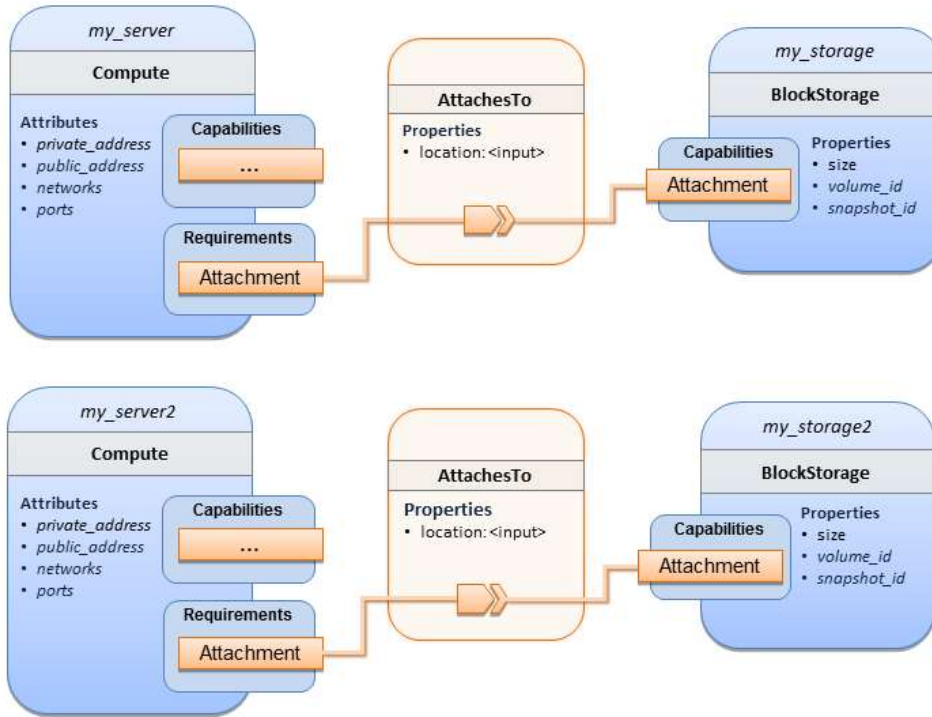 my_server
Compute
Attributes
• private_address
• public_address
• networks
• ports
Capabilities
...
Requirements
Attachment
AttachesTo
Properties
• location: <input>
my_storage
BlockStorage
Capabilities
Attachment
Properties
• size
• volume_id
• snapshot_id
my_server2
Compute
Attributes
• private_address
• public_address
• networks
• ports
Capabilities
...
Requirements
Attachment
AttachesTo
Properties
• location: <input>
my_storage2
BlockStorage
Capabilities
Attachment
Properties
• size
• volume_id
• snapshot_id